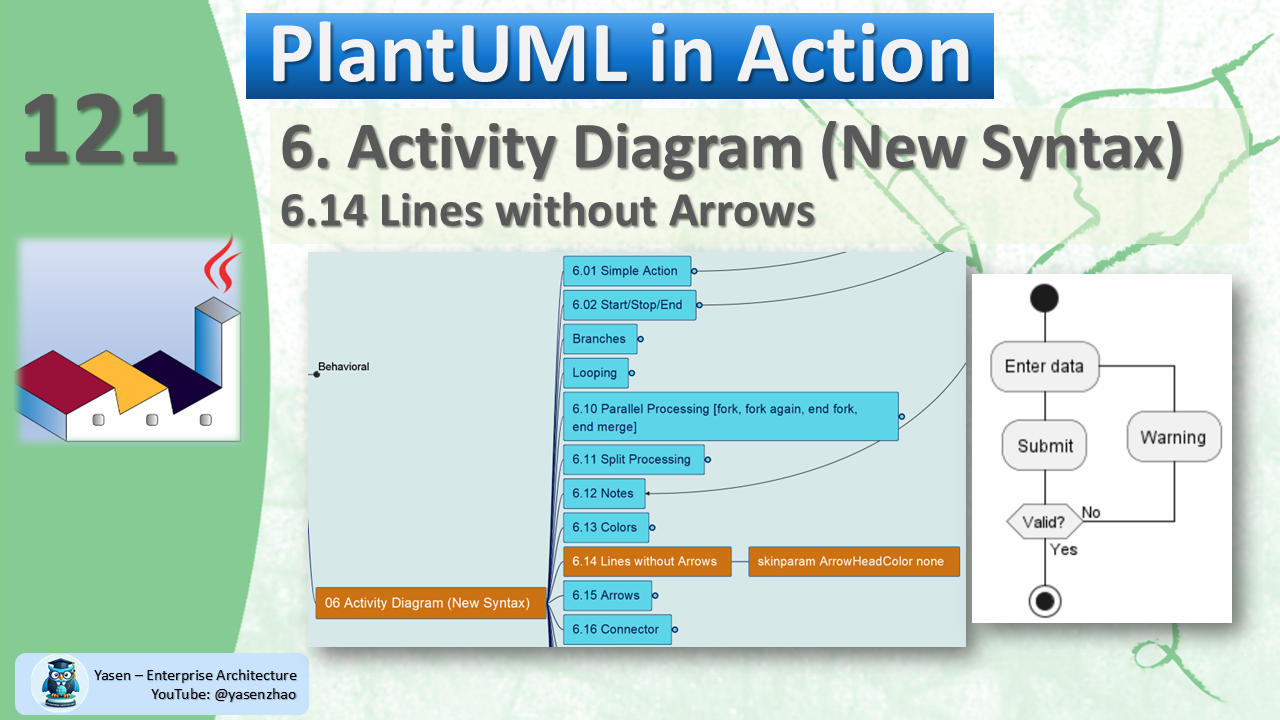 PlantUML in Action
121
6. Activity Diagram (New Syntax)
6.14 Lines without Arrows
Behavioral
06 Activity Diagram (New Syntax)
6.01 Simple Action
6.02 Start/Stop/End
Branches
Looping
6.10 Parallel Processing [fork, fork again, end fork,
end merge]
6.11 Split Processing
6.12 Notes
6.13 Colors
6.14 Lines without Arrows
skinparam ArrowHeadColor none
6.15 Arrows
6.16 Connector
Enter data
Submit
Warning
Valid?
No
Yes
Yasen – Enterprise Architecture
YouTube: @yasenzhao